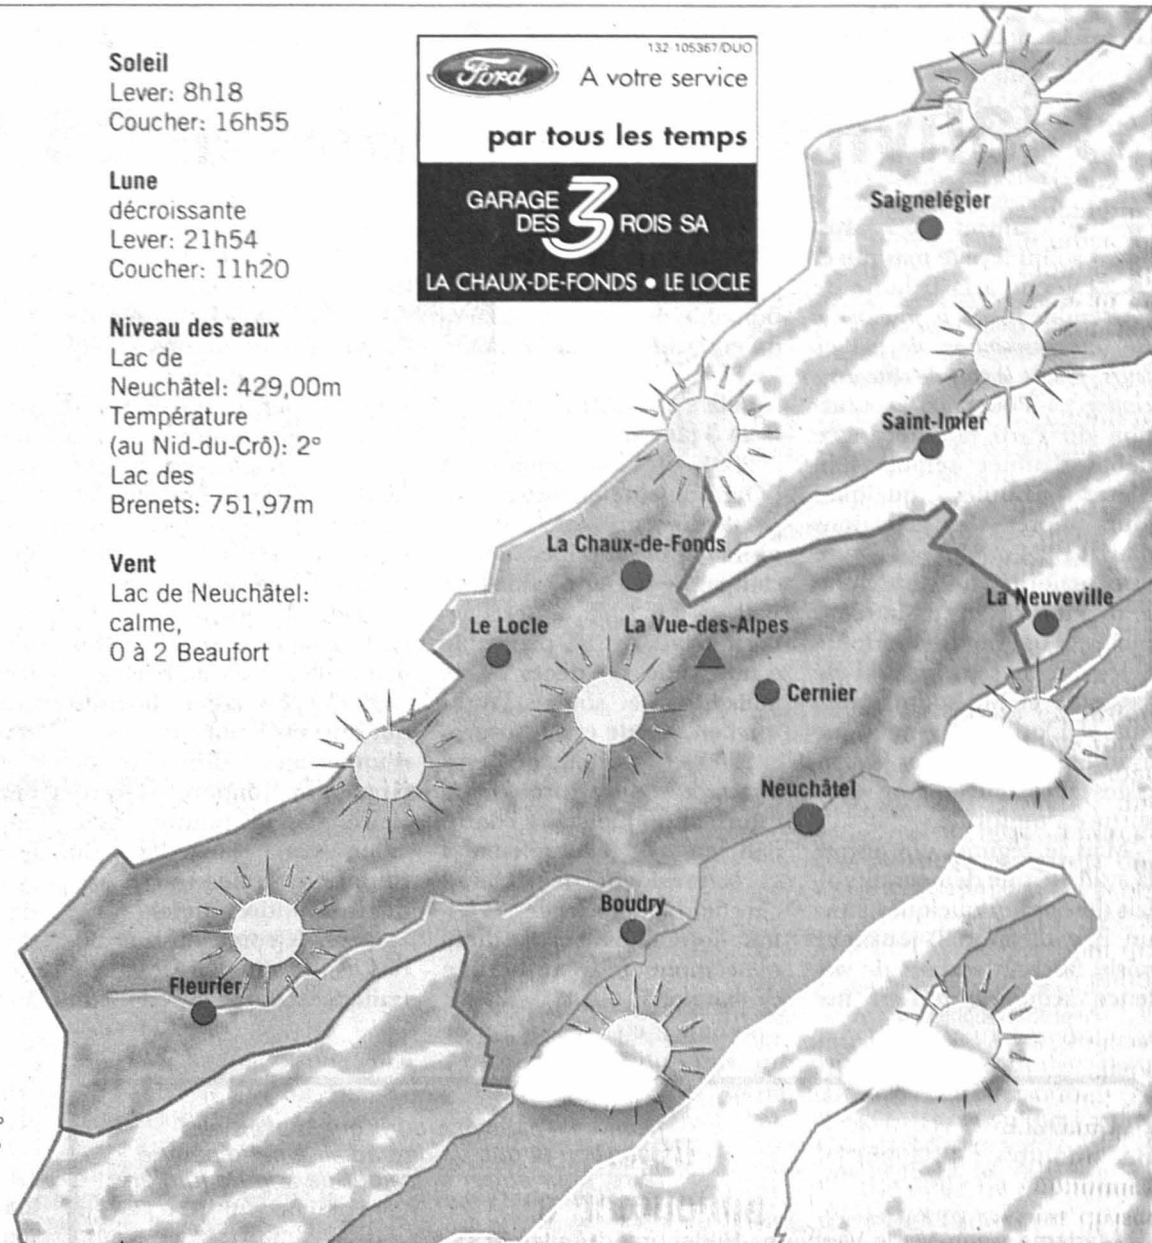 Soleil
Lever: 8h18
Coucher: 16h55
Lune
décroissante
Lever: 21h54
Coucher: 11h20
Niveau des eaux
Lac de
Neuchâtel: 429,00m
Température
(au Nid-du-Crô): 2°
Lac des
Brenets: 751,97m
Vent
Lac de Neuchâtel:
calme,
0 à 2 Beaufort
132-105367/DUO
Ford
A votre service
par tous les temps
GARAGE
DES 3 ROIS SA
LA CHAUX-DE-FONDS • LE LOCLE
Saignelégier
Saint-Imier
La Chaux-de-Fonds
La Neuveville
Le Locle
La Vue-des-Alpes
Cernier
Neuchâtel
Boudry
Fleurier